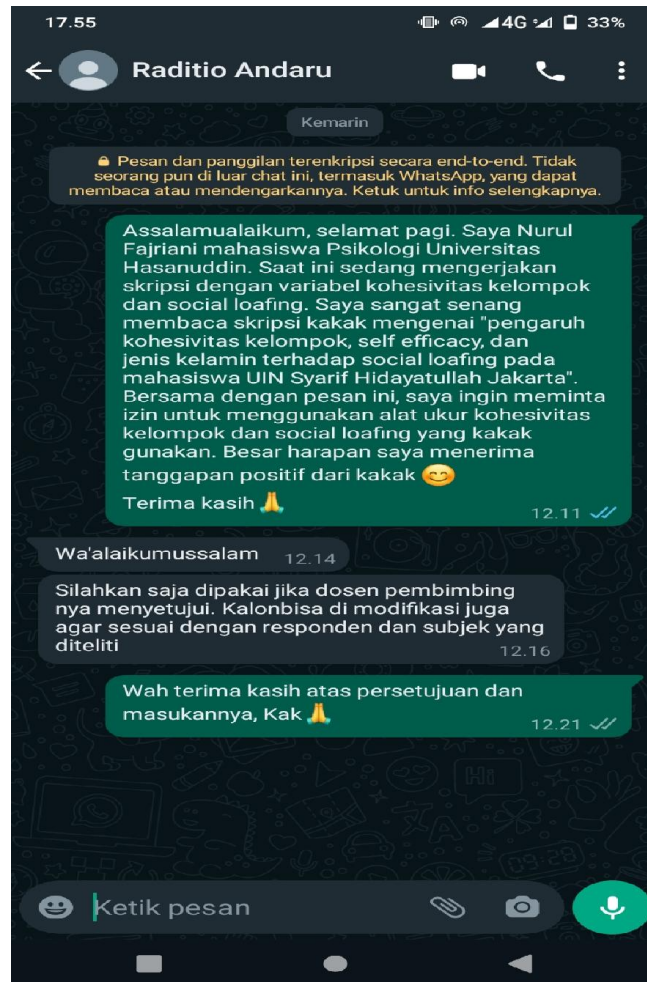 17.55
4G
33%
Raditio Andaru
Kemarin
Pesan dan panggilan terenkripsi secara end-to-end. Tidak
seorang pun di luar chat ini, termasuk WhatsApp, yang dapat
membaca atau mendengarkannya. Ketuk untuk info selengkapnya.
Assalamualaikum, selamat pagi. Saya Nurul
Fajriani mahasiswa Psikologi Universitas
Hasanuddin. Saat ini sedang mengerjakan
skripsi dengan variabel kohesivitas kelompok
dan social loafing. Saya sangat senang
membaca skripsi kakak mengenai "pengaruh
kohesivitas kelompok, self efficacy, dan
jenis kelamin terhadap social loafing pada
mahasiswa UIN Syarif Hidayatullah Jakarta".
Bersama dengan pesan ini, saya ingin meminta
izin untuk menggunakan alat ukur kohesivitas
kelompok dan social loafing yang kakak
gunakan. Besar harapan saya menerima
tanggapan positif dari kakak 😊
Terima kasih 🙏
12.11
Wa'alaikumussalam 12.14
Silahkan saja dipakai jika dosen pembimbing
nya menyetujui. Kalonbisa di modifikasi juga
agar sesuai dengan responden dan subjek yang
diteliti
12.16
Wah terima kasih atas persetujuan dan
masukannya, Kak 🙏
12.21
Ketik pesan